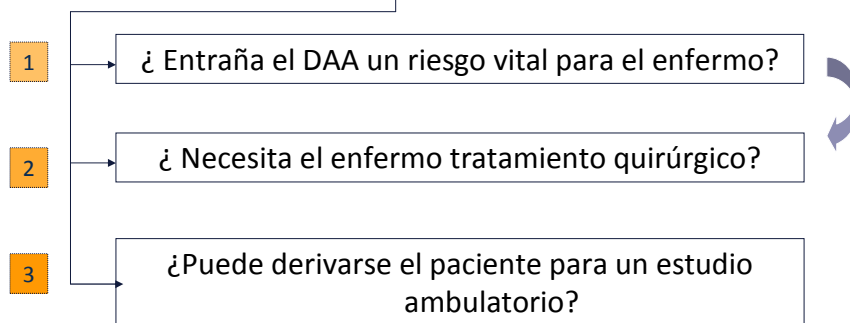 1
¿ Entraña el DAA un riesgo vital para el enfermo?
2
¿ Necesita el enfermo tratamiento quirúrgico?
3
¿Puede derivarse el paciente para un estudio
ambulatorio?